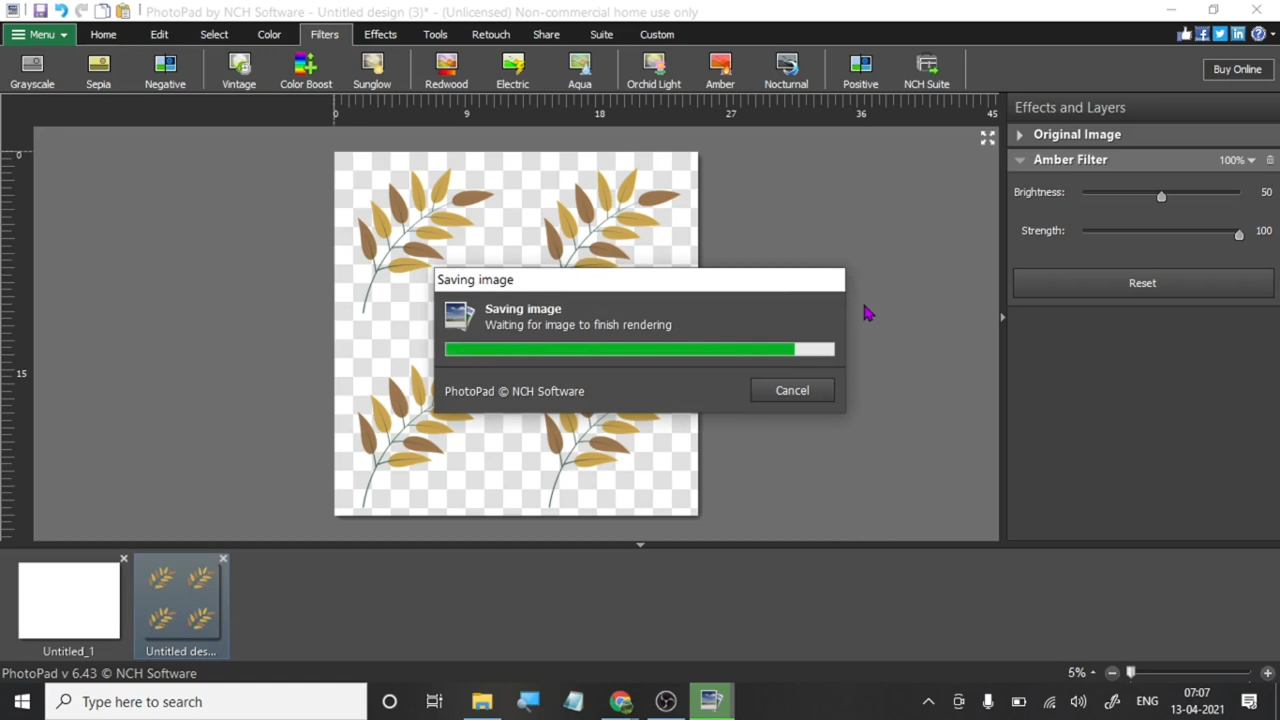 PhotoPad by NCH Software - Untitled design (3)* - (Unlicensed) Non-commercial home use only
Menu Home Edit Select Color Filters Effects Tools Retouch Share Suite Custom
Grayscale Sepia Negative Vintage Color Boost Sunglow Redwood Electric Aqua Orchid Light Amber Nocturnal Positive NCH Suite Buy Online
0 9 18 27 36 45
Effects and Layers
Original Image
0
Amber Filter 100%
Brightness: 50
Strength: 100
Reset
Saving image
Saving image
Waiting for image to finish rendering
15
PhotoPad © NCH Software Cancel
Untitled_1 Untitled des...
PhotoPad v 6.43 © NCH Software 5%
Type here to search
ENG 07:07
13-04-2021